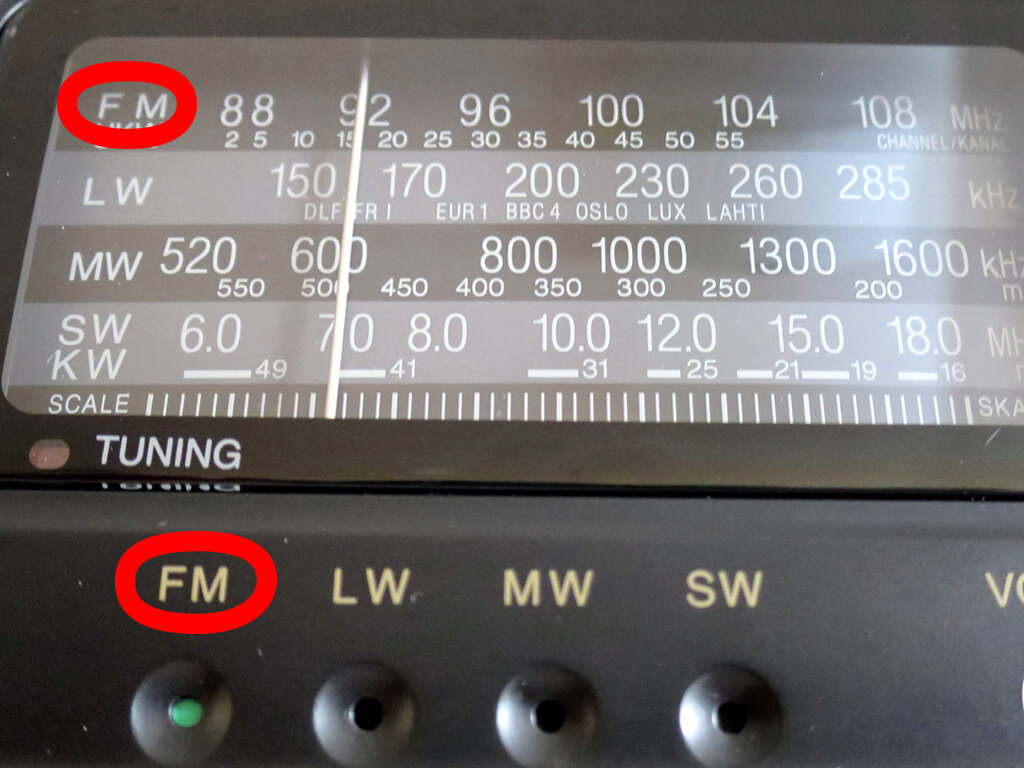 FM 88 92 96 100 104 108 MHz
2 5 10 15 20 25 30 35 40 45 50 55 CHANNEL/KANAL
LW 150 170 200 230 260 285 kHz
DLF FR I EUR 1 BBC 4 OSLO LUX LAHTI
MW 520 600 800 1000 1300 1600 kHz
550 500 450 400 350 300 250 200 m
SW 6.0 7.0 8.0 10.0 12.0 15.0 18.0
KW 49 41 31 25 21 19 16
SCALE SKA
TUNING
FM LW MW SW